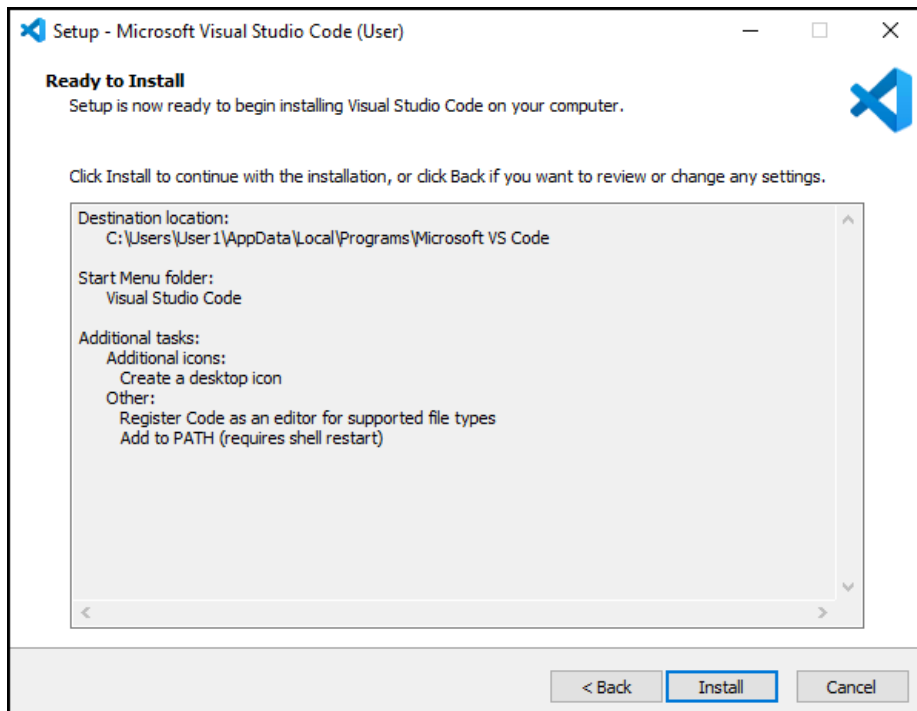 Setup - Microsoft Visual Studio Code (User)
Ready to Install
Setup is now ready to begin installing Visual Studio Code on your computer.
Click Install to continue with the installation, or click Back if you want to review or change any settings.
Destination location:
C:\Users\User1\AppData\Local\Programs\Microsoft VS Code
Start Menu folder:
Visual Studio Code
Additional tasks:
Additional icons:
Create a desktop icon
Other:
Register Code as an editor for supported file types
Add to PATH (requires shell restart)
< Back Install Cancel